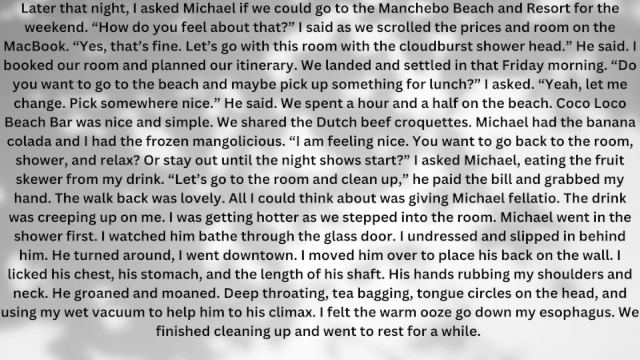 Later that night, I asked Michael if we could go to the Manchebo Beach and Resort for the
weekend. “How do you feel about that?” I said as we scrolled the prices and room on the
MacBook. “Yes, that’s fine. Let’s go with this room with the cloudburst shower head.” He said. I
booked our room and planned our itinerary. We landed and settled in that Friday morning. “Do
you want to go to the beach and maybe pick up something for lunch?” I asked. “Yeah, let me
change. Pick somewhere nice.” He said. We spent a hour and a half on the beach. Coco Loco
Beach Bar was nice and simple. We shared the Dutch beef croquettes. Michael had the banana
colada and I had the frozen mangolicious. “I am feeling nice. You want to go back to the room,
shower, and relax? Or stay out until the night shows start?” I asked Michael, eating the fruit
skewer from my drink. “Let’s go to the room and clean up,” he paid the bill and grabbed my
hand. The walk back was lovely. All I could think about was giving Michael fellatio. The drink
was creeping up on me. I was getting hotter as we stepped into the room. Michael went in the
shower first. I watched him bathe through the glass door. I undressed and slipped in behind
him. He turned around, I went downtown. I moved him over to place his back on the wall. I
licked his chest, his stomach, and the length of his shaft. His hands rubbing my shoulders and
neck. He groaned and moaned. Deep throating, tea bagging, tongue circles on the head, and
using my wet vacuum to help him to his climax. I felt the warm ooze go down my esophagus. We
finished cleaning up and went to rest for a while.